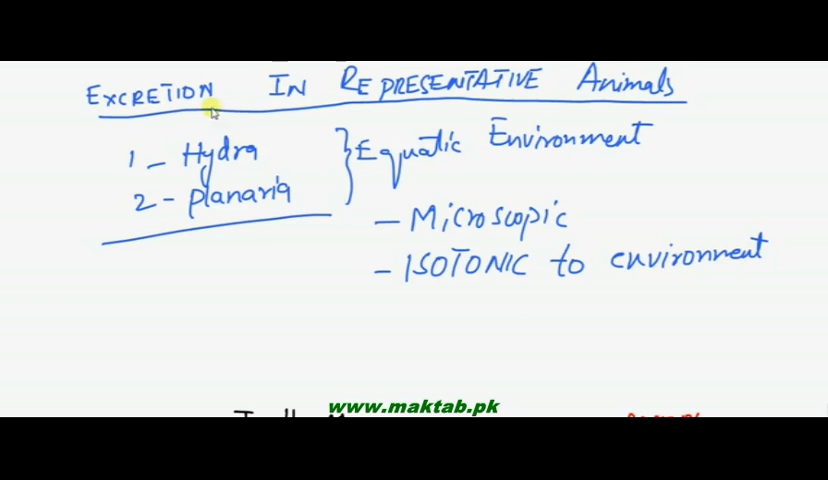 EXCRETION IN REPRESENTATIVE Animals
1 - Hydra
2 - Planaria
} Equatic Environment
- Microscopic
- ISOTONIC to environment
www.maktab.pk